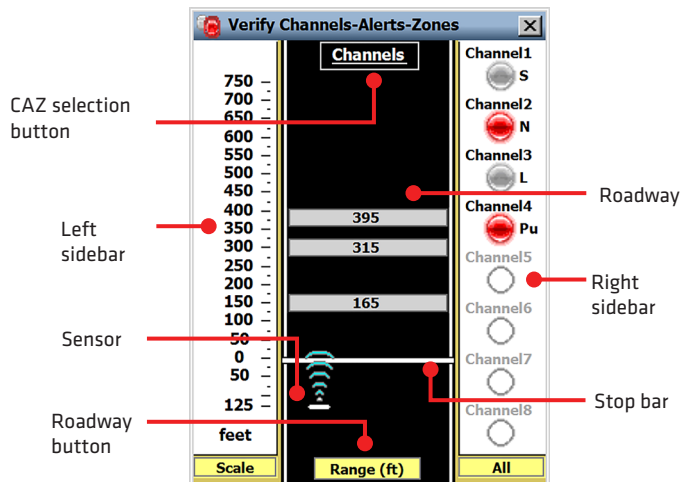 Verify Channels-Alerts-Zones
Channels
CAZ selection
button
Left
sidebar
Sensor
Roadway
button
750
700
650
600
550
500
450
400
350
300
250
200
150
100
50
0
50
125
feet
Scale
395
315
165
Range (ft)
Channel1
S
Channel2
N
Channel3
L
Channel4
Pu
Channel5
Channel6
Channel7
Channel8
All
Roadway
Right
sidebar
Stop bar